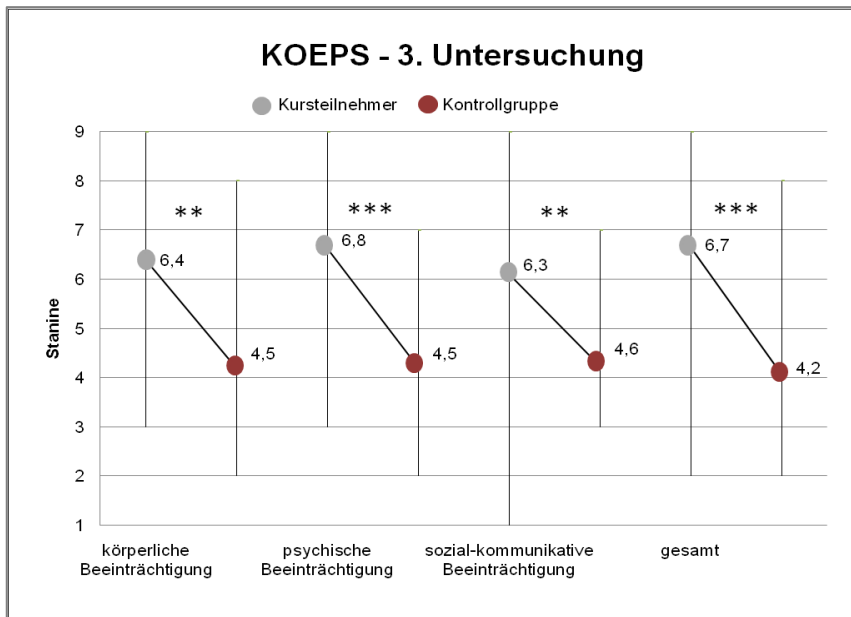 KOEPS - 3. Untersuchung
Kursteilnehmer Kontrollgruppe
9
8
7
6
5
4
3
2
1
Stanine
** *** ** ***
6,4
4,5
6,8
4,5
6,3
4,6
6,7
4,2
körperliche
Beeinträchtigung
psychische
Beeinträchtigung
sozial-kommunikative
Beeinträchtigung
gesamt